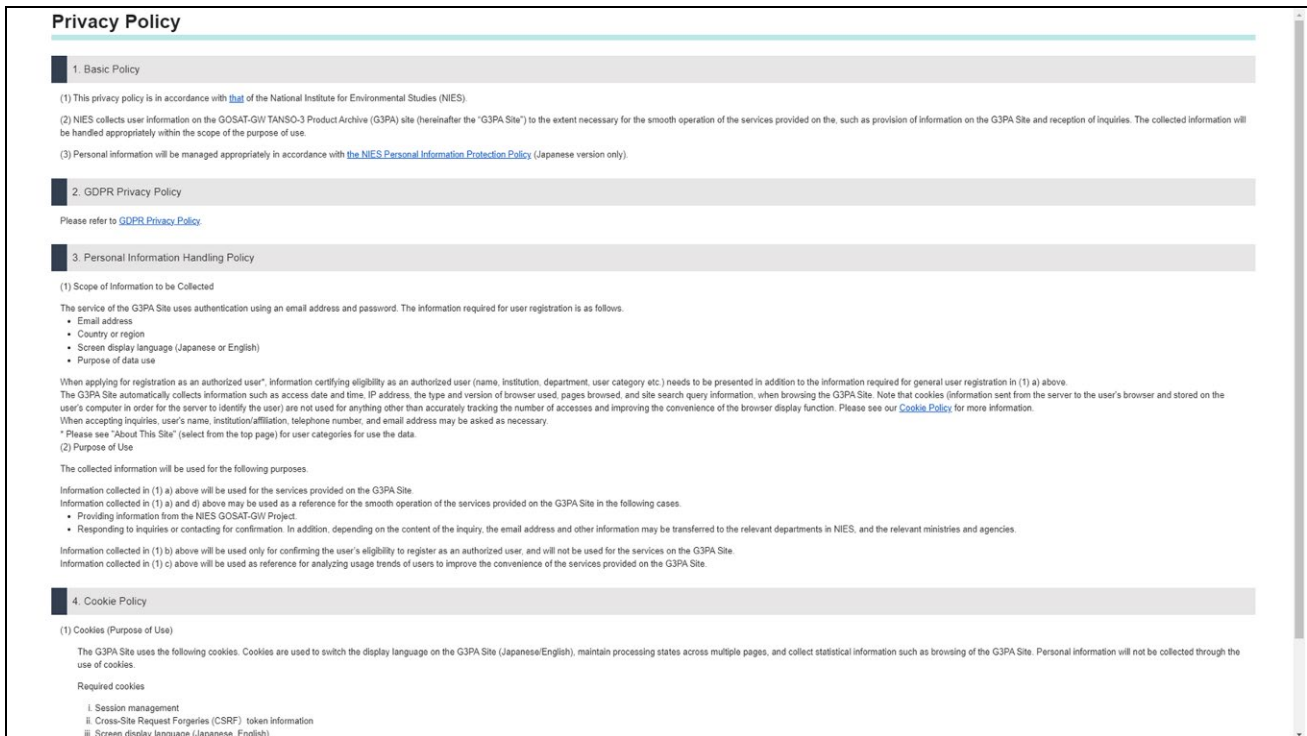 Privacy Policy
1. Basic Policy
(1) This privacy policy is in accordance with that of the National Institute for Environmental Studies (NIES).
(2) NIES collects user information on the GOSAT-GW TANSO-3 Product Archive (G3PA) site (hereinafter the “G3PA Site”) to the extent necessary for the smooth operation of the services provided on the, such as provision of information on the G3PA Site and reception of inquiries. The collected information will
be handled appropriately within the scope of the purpose of use.
(3) Personal information will be managed appropriately in accordance with the NIES Personal Information Protection Policy (Japanese version only).
2. GDPR Privacy Policy
Please refer to GDPR Privacy Policy.
3. Personal Information Handling Policy
(1) Scope of Information to be Collected
The service of the G3PA Site uses authentication using an email address and password. The information required for user registration is as follows.
• Email address
• Country or region
• Screen display language (Japanese or English)
• Purpose of data use
When applying for registration as an authorized user*, information certifying eligibility as an authorized user (name, institution, department, user category etc.) needs to be presented in addition to the information required for general user registration in (1) a) above.
The G3PA Site automatically collects information such as access date and time, IP address, the type and version of browser used, pages browsed, and site search query information, when browsing the G3PA Site. Note that cookies (information sent from the server to the user's browser and stored on the
user's computer in order for the server to identify the user) are not used for anything other than accurately tracking the number of accesses and improving the convenience of the browser display function. Please see our Cookie Policy for more information.
When accepting inquiries, user's name, institution/affiliation, telephone number, and email address may be asked as necessary.
* Please see "About This Site" (select from the top page) for user categories for use the data.
(2) Purpose of Use
The collected information will be used for the following purposes.
Information collected in (1) a) above will be used for the services provided on the G3PA Site.
Information collected in (1) a) and d) above may be used as a reference for the smooth operation of the services provided on the G3PA Site in the following cases.
• Providing information from the NIES GOSAT-GW Project.
• Responding to inquiries or contacting for confirmation. In addition, depending on the content of the inquiry, the email address and other information may be transferred to the relevant departments in NIES, and the relevant ministries and agencies.
Information collected in (1) b) above will be used only for confirming the user's eligibility to register as an authorized user, and will not be used for the services on the G3PA Site.
Information collected in (1) c) above will be used as reference for analyzing usage trends of users to improve the convenience of the services provided on the G3PA Site.
4. Cookie Policy
(1) Cookies (Purpose of Use)
The G3PA Site uses the following cookies. Cookies are used to switch the display language on the G3PA Site (Japanese/English), maintain processing states across multiple pages, and collect statistical information such as browsing of the G3PA Site. Personal information will not be collected through the
use of cookies.
Required cookies
i. Session management
ii. Cross-Site Request Forgeries (CSRF) token information
iii. Screen display language (Japanese, English)